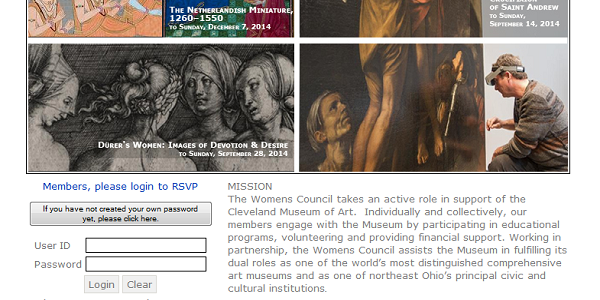 The Netherlandish Miniature,
1260–1550
to Sunday, December 7, 2014
of Saint Andrew
to Sunday,
September 14, 2014
Dürer's Women: Images of Devotion & Desire
to Sunday, September 28, 2014
Members, please login to RSVP
If you have not created your own password
yet, please click here.
User ID
Password
Login Clear
MISSION
The Womens Council takes an active role in support of the
Cleveland Museum of Art.  Individually and collectively, our
members engage with the Museum by participating in educational
programs, volunteering and providing financial support. Working in
partnership, the Womens Council assists the Museum in fulfilling its
dual roles as one of the world's most distinguished comprehensive
art museums and as one of northeast Ohio's principal civic and
cultural institutions.